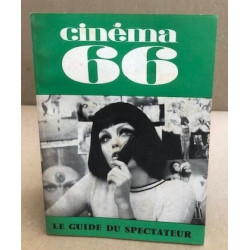 cinéma
66
LE GUIDE DU SPECTATEUR